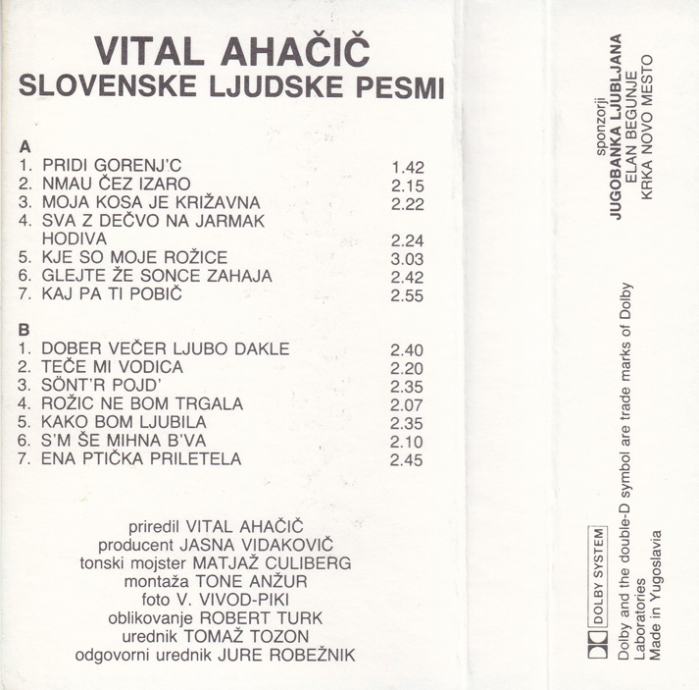 VITAL AHAČIČ
SLOVENSKE LJUDSKE PESMI
A
1. PRIDI GORENJ'C 1.42
2. NMAU ČEZ IZARO 2.15
3. MOJA KOSA JE KRIŽAVNA 2.22
4. SVA Z DEČVO NA JARMAK
HODIVA 2.24
5. KJE SO MOJE ROŽICE 3.03
6. GLEJTE ŽE SONCE ZAHAJA 2.42
7. KAJ PA TI POBIČ 2.55
B
1. DOBER VEČER LJUBO DAKLE 2.40
2. TEČE MI VODICA 2.20
3. SÖNT'R POJD' 2.35
4. ROŽIC NE BOM TRGALA 2.07
5. KAKO BOM LJUBILA 2.35
6. S'M ŠE MIHNA B'VA 2.10
7. ENA PTIČKA PRILETELA 2.45
priredil VITAL AHAČIČ
producent JASNA VIDAKOVIČ
tonski mojster MATJAŽ CULIBERG
montaža TONE ANŽUR
foto V. VIVOD-PIKI
oblikovanje ROBERT TURK
urednik TOMAŽ TOZON
odgovorni urednik JURE ROBEŽNIK
sponzorji
JUGOBANKA LJUBLJANA
ELAN BEGUNJE
KRKA NOVO MESTO
DOLBY SYSTEM
Dolby and the double-D symbol are trade marks of Dolby
Laboratories
Made in Yugoslavia